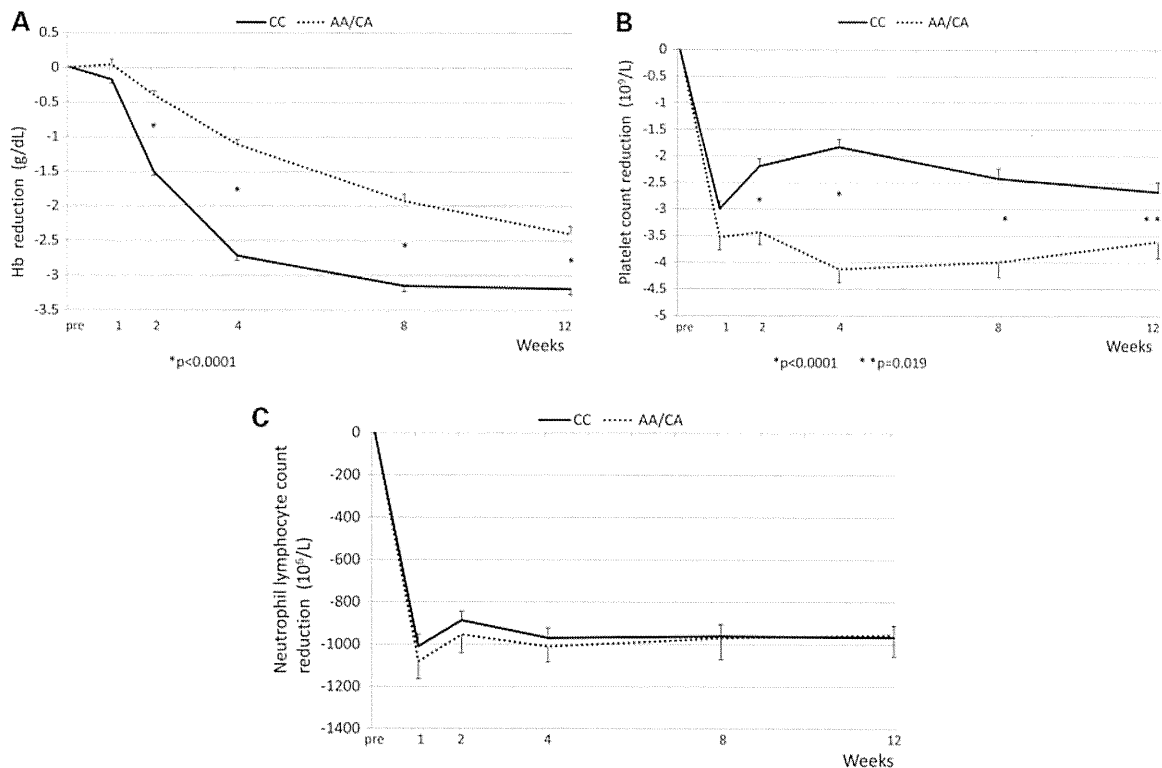 A
CC AA/CA
Hb reduction (g/dL)
0.5
0
-0.5
-1
-1.5
-2
-2.5
-3
-3.5
*
*
*
*
pre 1 2 4 8 12
Weeks
*p<0.0001
B
CC AA/CA
Platelet count reduction (10⁹/L)
0
-0.5
-1
-1.5
-2
-2.5
-3
-3.5
-4
-4.5
-5
*
*
*
* *
pre 1 2 4 8 12
Weeks
*p<0.0001 * *p=0.019
C
CC AA/CA
Neutrophil lymphocyte count
reduction (10⁶/L)
0
-200
-400
-600
-800
-1000
-1200
-1400
pre 1 2 4 8 12
Weeks